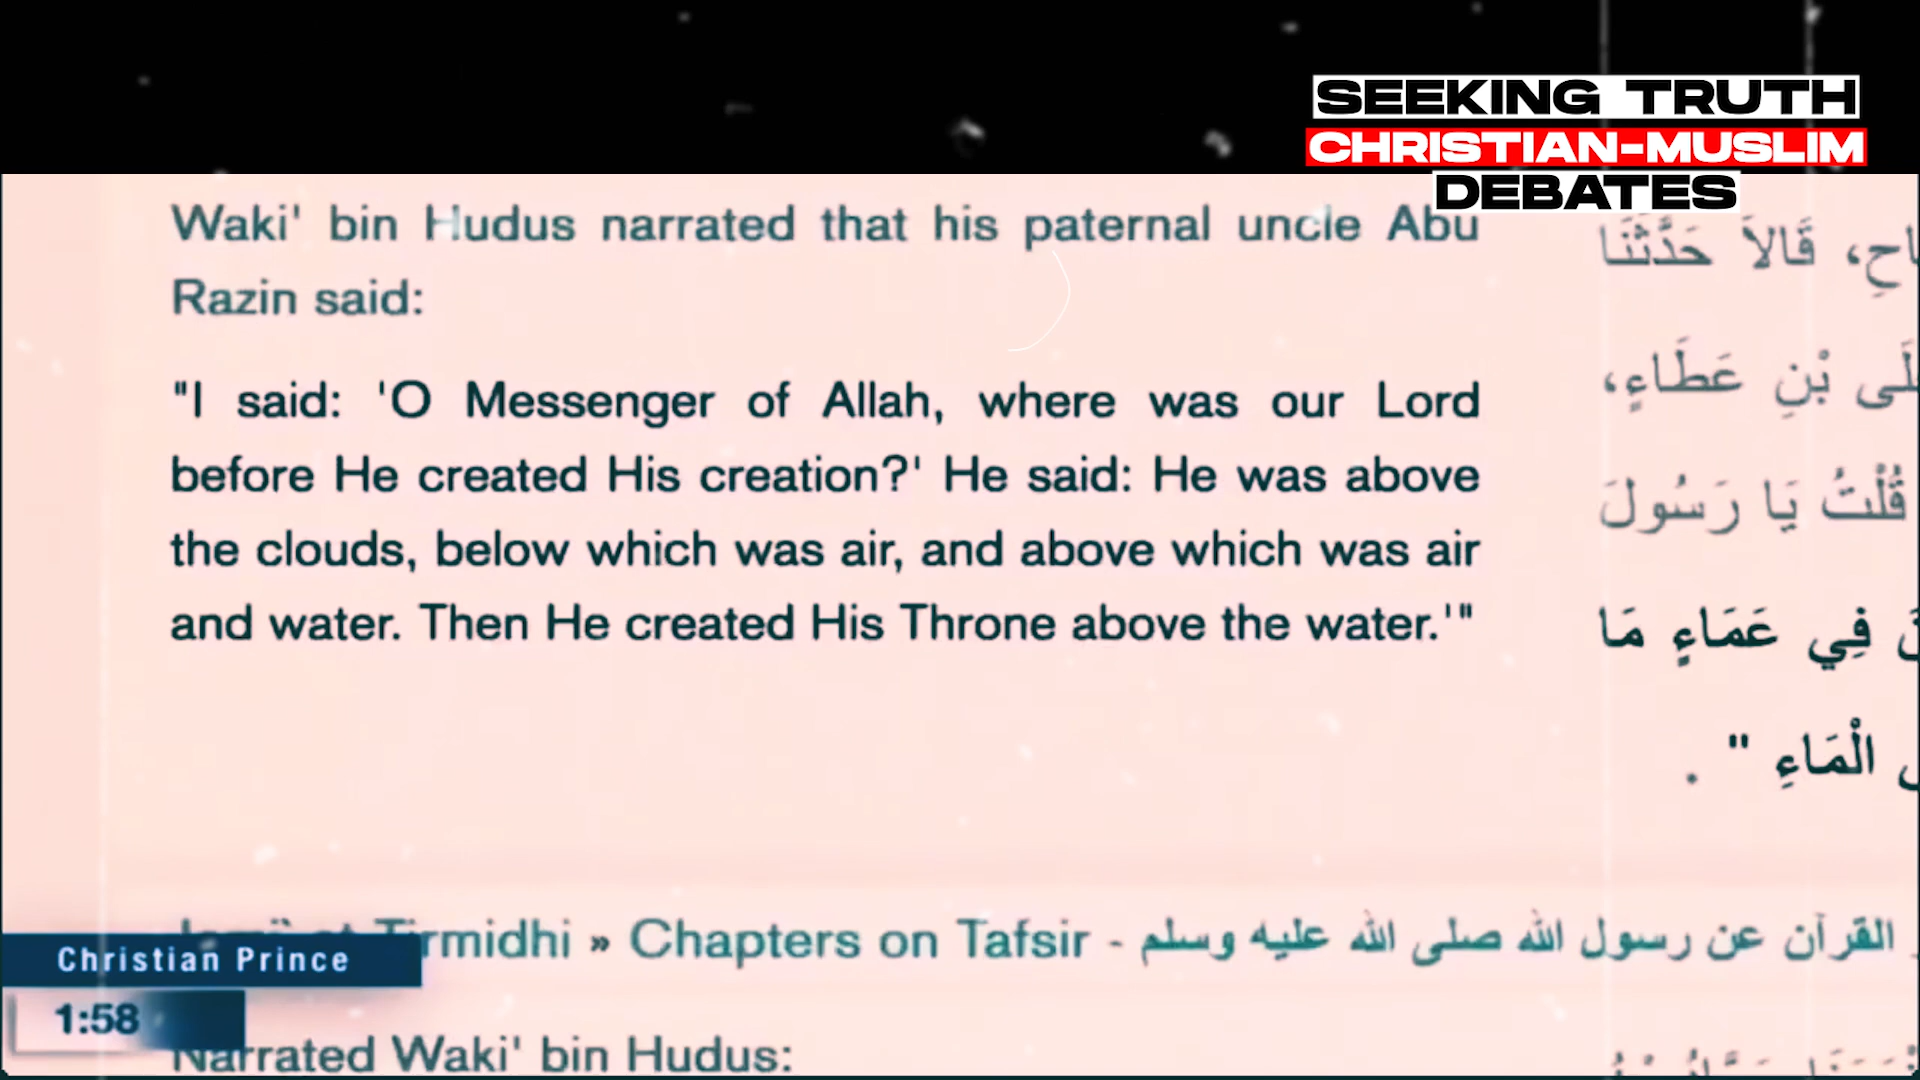 SEEKING TRUTH
CHRISTIAN-MUSLIM
DEBATES
Waki' bin Hudus narrated that his paternal uncle Abu
Razin said:
"I said: 'O Messenger of Allah, where was our Lord
before He created His creation?' He said: He was above
the clouds, below which was air, and above which was air
and water. Then He created His Throne above the water.'"
قَالاَ حَدَّثَنَا
بْنِ عَطَاءٍ،
قُلْتُ يَا رَسُولَ
فِي عَمَاءٍ مَا
الْمَاءِ " .
Tirmidhi » Chapters on Tafsir - القرآن عن رسول الله صلى الله عليه وسلم
Christian Prince
1:58
Narrated Waki' bin Hudus: